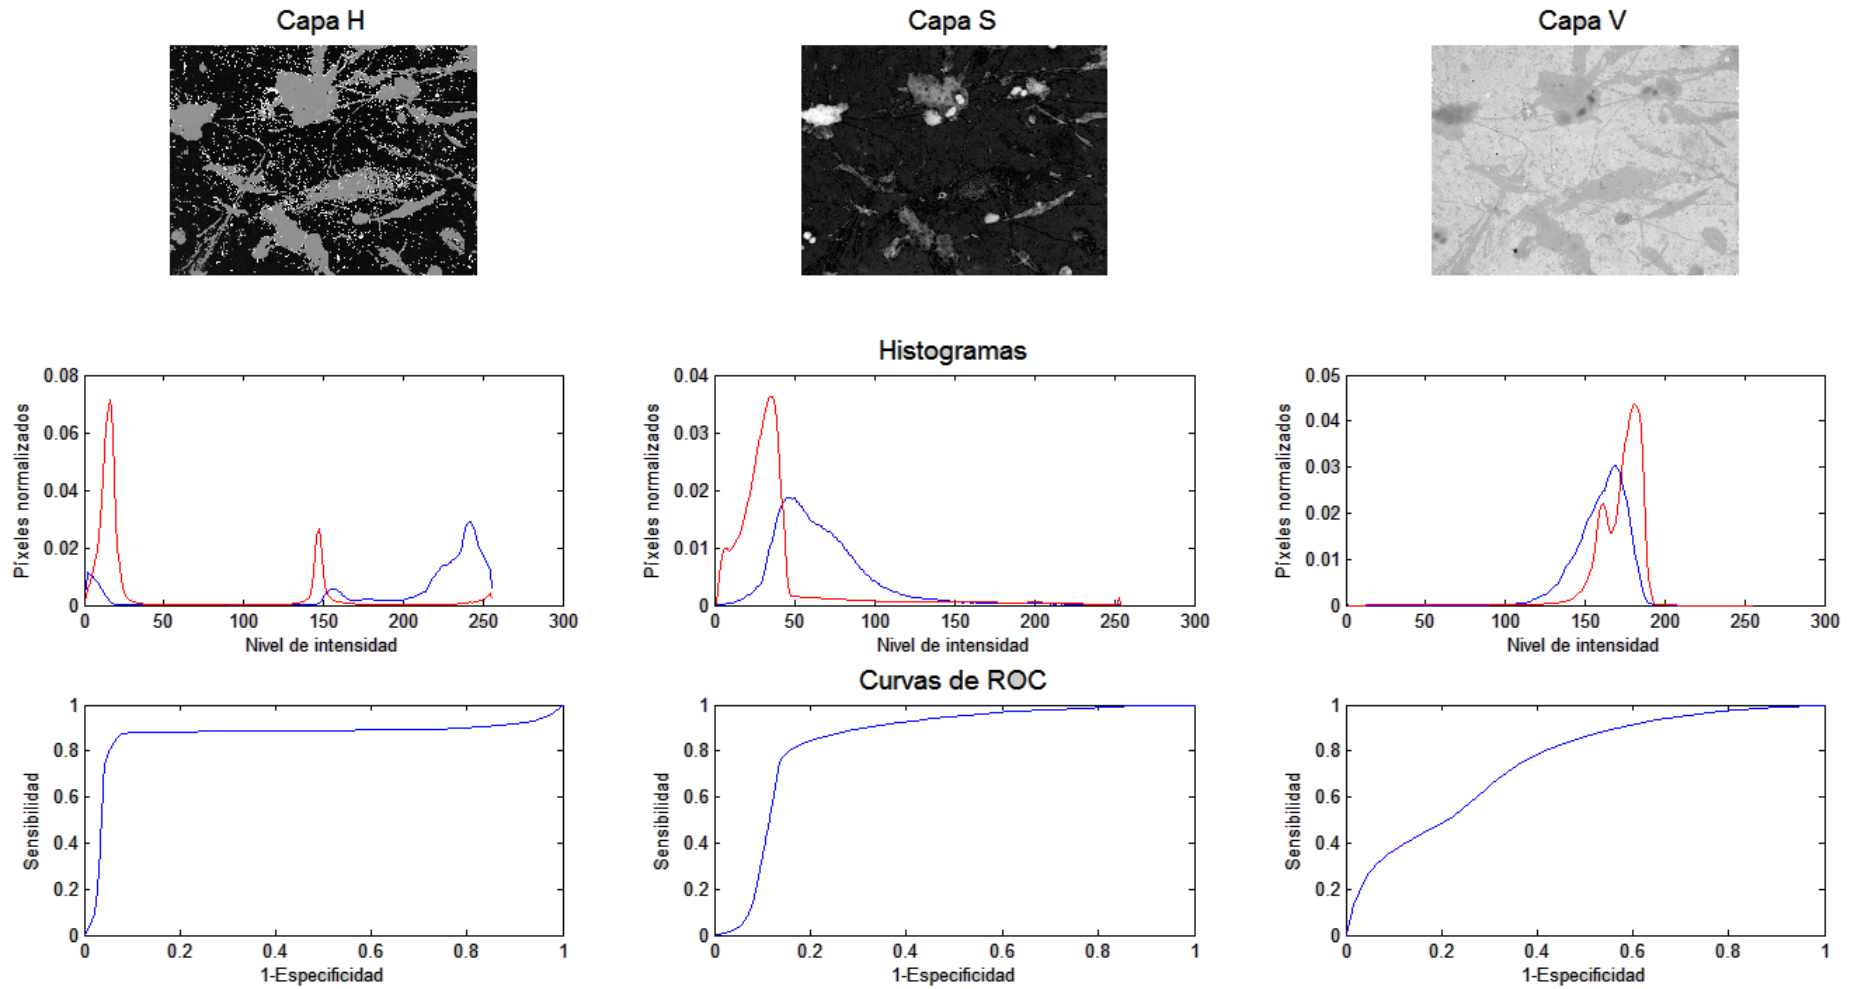 Capa H
Capa S
Capa V
Histogramas
0.08
0.06
0.04
0.02
0
Píxeles normalizados
0 50 100 150 200 250 300
Nivel de intensidad
0.04
0.03
0.02
0.01
0
Píxeles normalizados
0 50 100 150 200 250 300
Nivel de intensidad
0.05
0.04
0.03
0.02
0.01
0
Píxeles normalizados
0 50 100 150 200 250 300
Nivel de intensidad
Curvas de ROC
1
0.8
0.6
0.4
0.2
0
Sensibilidad
0 0.2 0.4 0.6 0.8 1
1-Especificidad
1
0.8
0.6
0.4
0.2
0
Sensibilidad
0 0.2 0.4 0.6 0.8 1
1-Especificidad
1
0.8
0.6
0.4
0.2
0
Sensibilidad
0 0.2 0.4 0.6 0.8 1
1-Especificidad